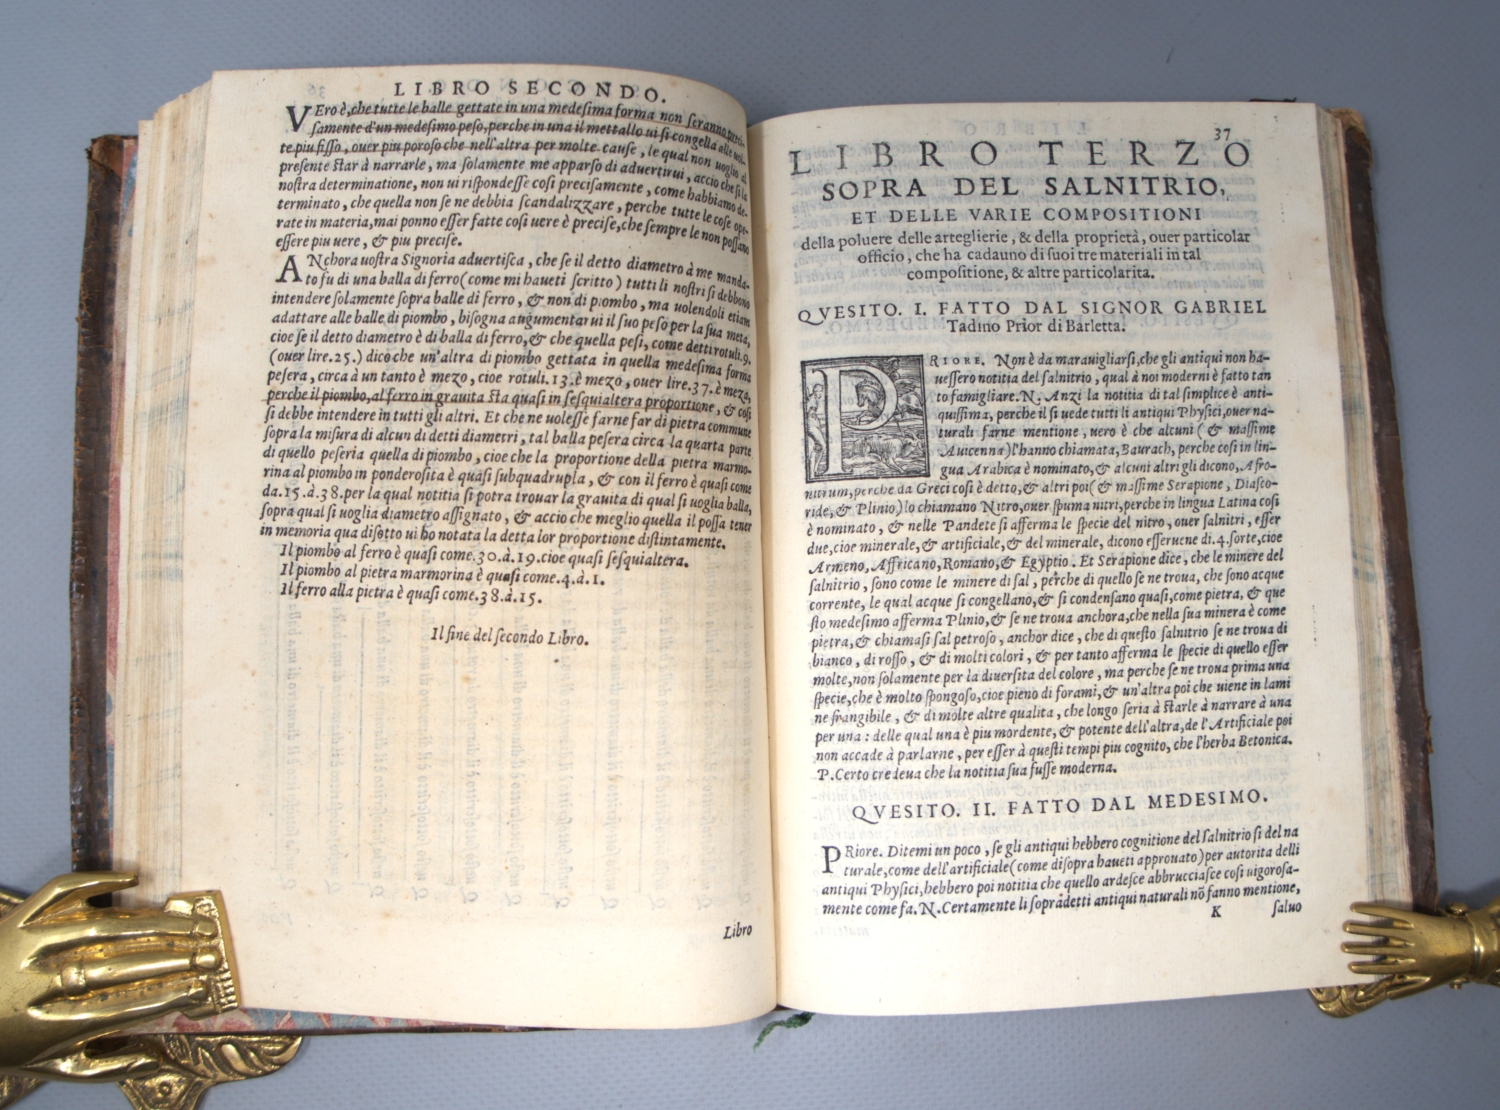 LIBRO SECONDO.
VEro è, che tutte le balle gettate in una medeſima forma non ſeranno preci-
ſamente d'un medeſimo peſo, perche in una il mettallo ui ſi congella alle uol-
te piu fiſſo, ouer piu poroso che nell'altra per molte cauſe, le qual non uoglio al
preſente ſtar à narrarle, ma ſolamente me apparſo di aduertirui, accio che ſi la
noſtra determinatione, non ui riſpondeſſe coſi preciſamente, come habbiamo de-
terminato, che quella non ſe ne debbia ſcandalizzare, perche tutte le coſe ope-
rate in materia, mai ponno eſſer fatte coſi uere è preciſe, che ſempre le non poſſano
eſſere piu uere, & piu preciſe.
ANchora uoſtra Signoria aduertiſca, che ſe il detto diametro à me manda-
to fu di una balla di ferro (come mi haueti ſcritto) tutti li noſtri ſi debbono
intendere ſolamente ſopra balle di ferro, & non di piombo, ma uolendoli etiam
adattare alle balle di piombo, biſogna augumentarui il ſuo peſo per la ſua meta,
cioe ſe il detto diametro è di balla di ferro, & che quella peſi, come detti rotuli. 9.
(ouer lire. 25.) dico che un'altra di piombo gettata in quella medeſima forma
peſera, circa à un tanto è mezo, cioe rotuli. 13. è mezo, ouer lire. 37. è mezo,
perche il piombo, al ferro in grauita ſta quaſi in ſeſquialtera proportione, & coſi
ſi debbe intendere in tutti gli altri. Et che ne uoleſſe farne far di pietra commune
ſopra la miſura di alcun di detti diametri, tal balla peſera circa la quarta parte
di quello peſeria quella di piombo, cioe che la proportione della pietra marmo-
rina al piombo in ponderoſita è quaſi ſubquadrupla, & con il ferro è quaſi come
da. 15. à. 38. per la qual notitia ſi potra trouar la grauita di qual ſi uoglia balla,
ſopra qual ſi uoglia diametro aſſignato, & accio che meglio quella il poſſa tener
in memoria qua diſotto ui ho notata la detta lor proportione diſtintamente.
Il piombo al ferro è quaſi come. 30. à. 19. cioe quaſi ſeſquialtera.
Il piombo al pietra marmorina è quaſi come. 4. à. 1.
Il ferro alla pietra è quaſi come. 38. à. 15.
Il fine del ſecondo Libro.
Libro
37
LIBRO TERZO
SOPRA DEL SALNITRIO,
ET DELLE VARIE COMPOSITIONI
della poluere delle arteglierie, & della proprietà, ouer particolar
officio, che ha cadauno di ſuoi tre materiali in tal
compoſitione, & altre particolarita.
QVESITO. I. FATTO DAL SIGNOR GABRIEL
Tadino Prior di Barletta.
PRIORE. Non è da marauigliarſi, che gli antiqui non ha-
ueſſero notitia del ſalnitrio, qual à noi moderni è fatto tan
to famigliare. N. Anzi la notitia di tal ſimplice è anti-
quiſſima, perche il ſi uede tutti li antiqui Phyſici, ouer na-
turali farne mentione, uero è che alcuni (& maſſime
Auicenna) l'hanno chiamata, Baurach, perche coſi in lin-
gua Arabica è nominato, & alcuni altri gli dicono, Afro-
nitrum, perche da Greci coſi è detto, & altri poi (& maſſime Serapione, Diaſco-
ride, & Plinio) lo chiamano Nitro, ouer ſpuma nitri, perche in lingua Latina coſi
è nominato, & nelle Pandete ſi afferma le ſpecie del nitro, ouer ſalnitri, eſſer
due, cioe minerale, & artificiale, & del minerale, dicono eſſerucne di. 4. ſorte, cioe
Armeno, Affricano, Romano, & Egyptio. Et Serapione dice, che le minere del
ſalnitrio, ſono come le minere di ſal, perche di quello ſe ne troua, che ſono acque
corrente, le qual acque ſi congellano, & ſi condenſano quaſi, come pietra, & que
ſto medeſimo afferma Plinio, & ſe ne troua anchora, che nella ſua minera è come
pietra, & chiamaſi ſal petroſo, anchor dice, che di queſto ſalnitrio ſe ne troua di
bianco, di roſſo, & di molti colori, & per tanto afferma le ſpecie di quello eſſer
molte, non ſolamente per la diuerſita del colore, ma perche ſe ne troua prima una
ſpecie, che è molto ſpongoſo, cioe pieno di forami, & un'altra poi che uiene in lami
ne frangibile, & di molte altre qualita, che longo ſeria à ſtarle à narrare à una
per una: delle qual una è piu mordente, & potente dell'altra, de l'Artificiale poi
non accade à parlarne, per eſſer à queſti tempi piu cognito, che l'herba Betonica.
P. Certo credeua che la notitia ſua fuſſe moderna.
QVESITO. II. FATTO DAL MEDESIMO.
PRiore. Ditemi un poco, ſe gli antiqui hebbero cognitione del ſalnitrio ſi del na
turale, come dell'artificiale (come diſopra haueti approuato) per autorita delli
antiqui Phyſici, hebbero poi notitia che quello ardeſce abbrucciaſce coſi uigoroſa-
mente come fa. N. Certamente li ſopradetti antiqui naturali nõ fanno mentione,
K ſaluo